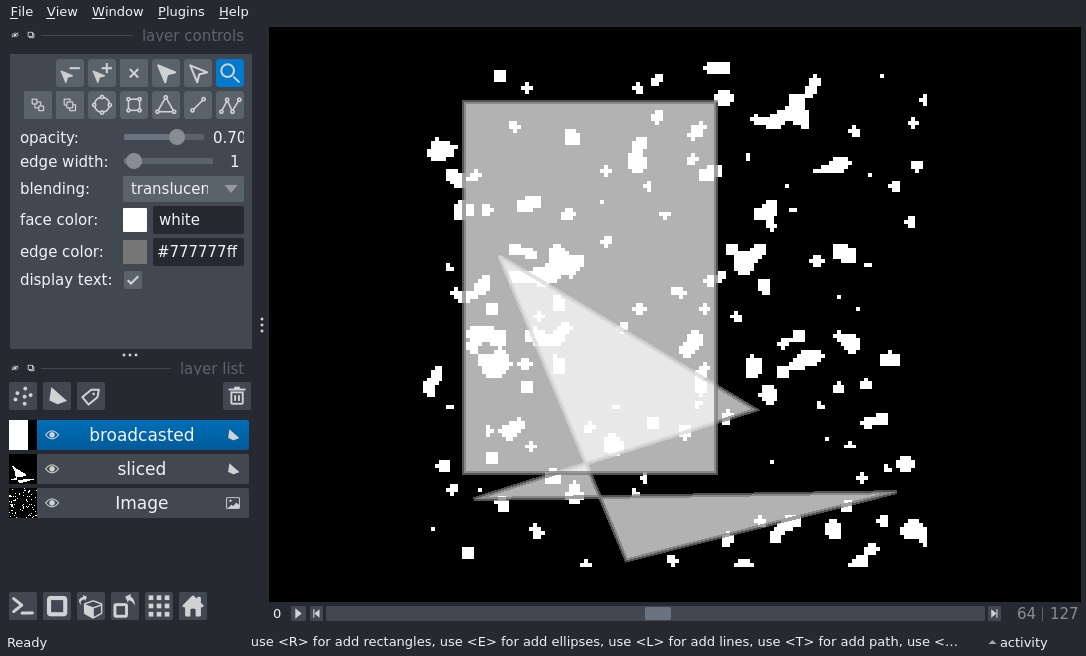 File View Window Plugins Help
layer controls
opacity: 0.70
edge width: 1
blending: translucen
face color: white
edge color: #777777ff
display text:
layer list
broadcasted
sliced
Image
0 64 127
Ready use <R> for add rectangles, use <E> for add ellipses, use <L> for add lines, use <T> for add path, use <... activity